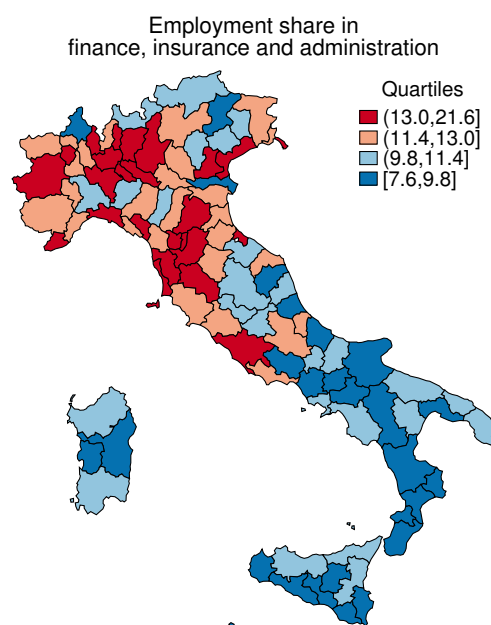 Employment share in
finance, insurance and administration
Quartiles
(13.0,21.6]
(11.4,13.0]
(9.8,11.4]
[7.6,9.8]